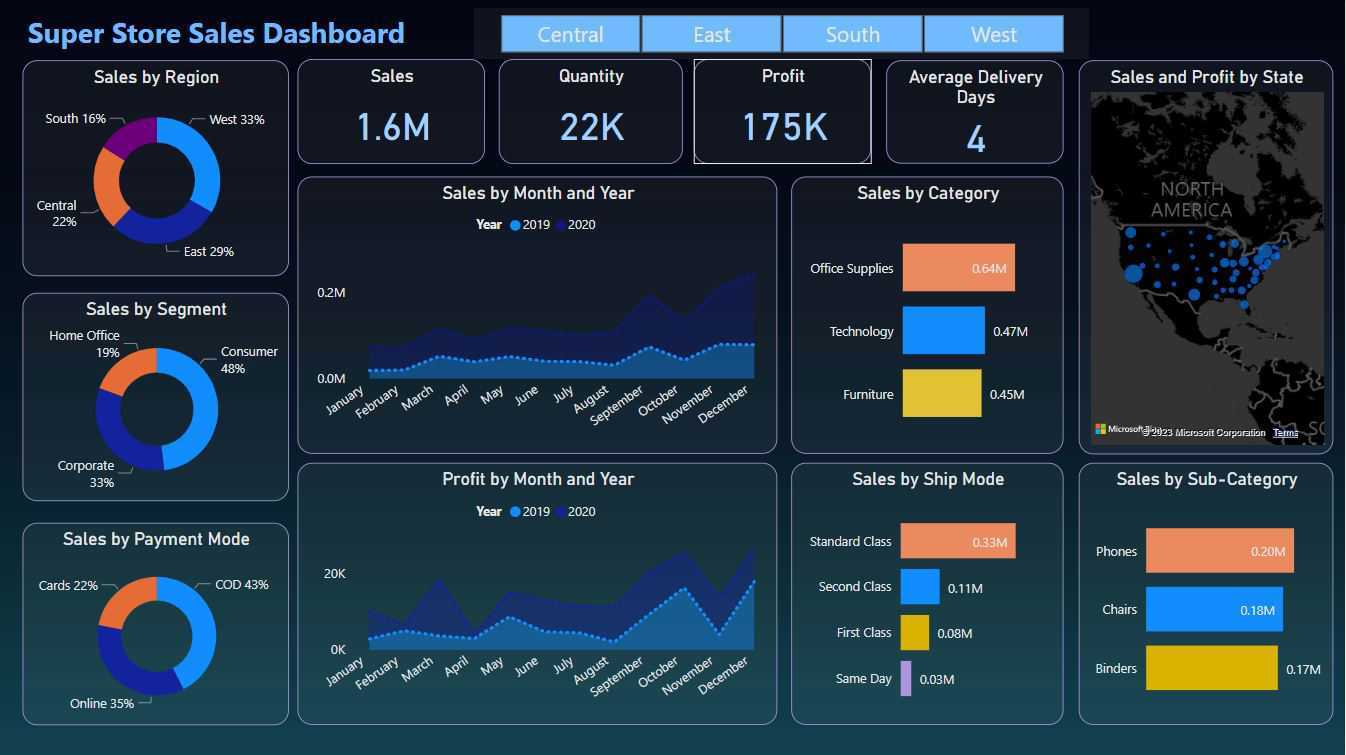 Super Store Sales Dashboard
Central
East
South
West
Sales by Region
South 16%
West 33%
Central
22%
East 29%
Sales
1.6M
Quantity
22K
Profit
175K
Average Delivery
Days
4
Sales and Profit by State
NORTH
AMERICA
© 2023 Microsoft Corporation Terms
Sales by Month and Year
Year 2019 2020
0.2M
0.0M
January
February
March
April
May
June
July
August
September
October
November
December
Sales by Category
Office Supplies 0.64M
Technology 0.47M
Furniture 0.45M
Sales by Segment
Home Office
19%
Consumer
48%
Corporate
33%
Profit by Month and Year
Year 2019 2020
20K
0K
January
February
March
April
May
June
July
August
September
October
November
December
Sales by Ship Mode
Standard Class 0.33M
Second Class 0.11M
First Class 0.08M
Same Day 0.03M
Sales by Sub-Category
Phones 0.20M
Chairs 0.18M
Binders 0.17M
Sales by Payment Mode
Cards 22%
COD 43%
Online 35%